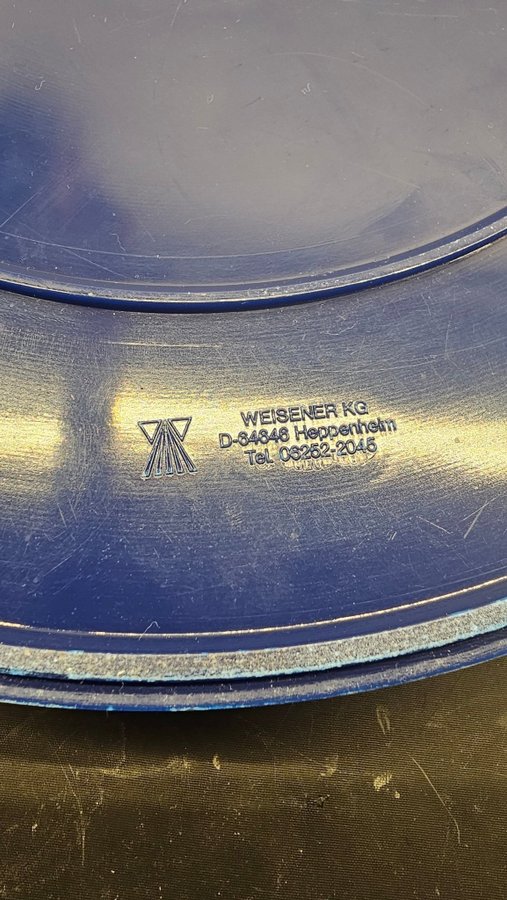 WEISENER KG
D-64646 Heppenheim
Tel. 06252-2045